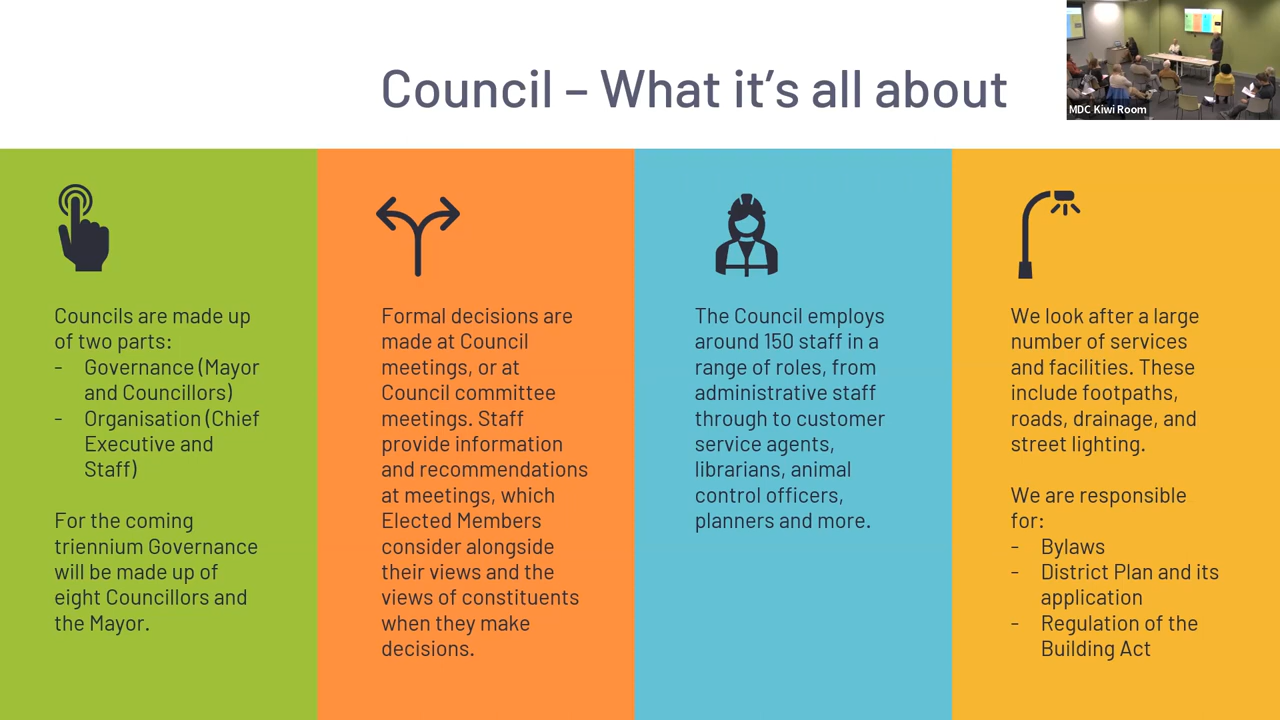 Council – What it's all about
MDC Kiwi Room
Councils are made up
of two parts:
- Governance (Mayor
and Councillors)
- Organisation (Chief
Executive and
Staff)
For the coming
triennium Governance
will be made up of
eight Councillors and
the Mayor.
Formal decisions are
made at Council
meetings, or at
Council committee
meetings. Staff
provide information
and recommendations
at meetings, which
Elected Members
consider alongside
their views and the
views of constituents
when they make
decisions.
The Council employs
around 150 staff in a
range of roles, from
administrative staff
through to customer
service agents,
librarians, animal
control officers,
planners and more.
We look after a large
number of services
and facilities. These
include footpaths,
roads, drainage, and
street lighting.
We are responsible
for:
- Bylaws
- District Plan and its
application
- Regulation of the
Building Act